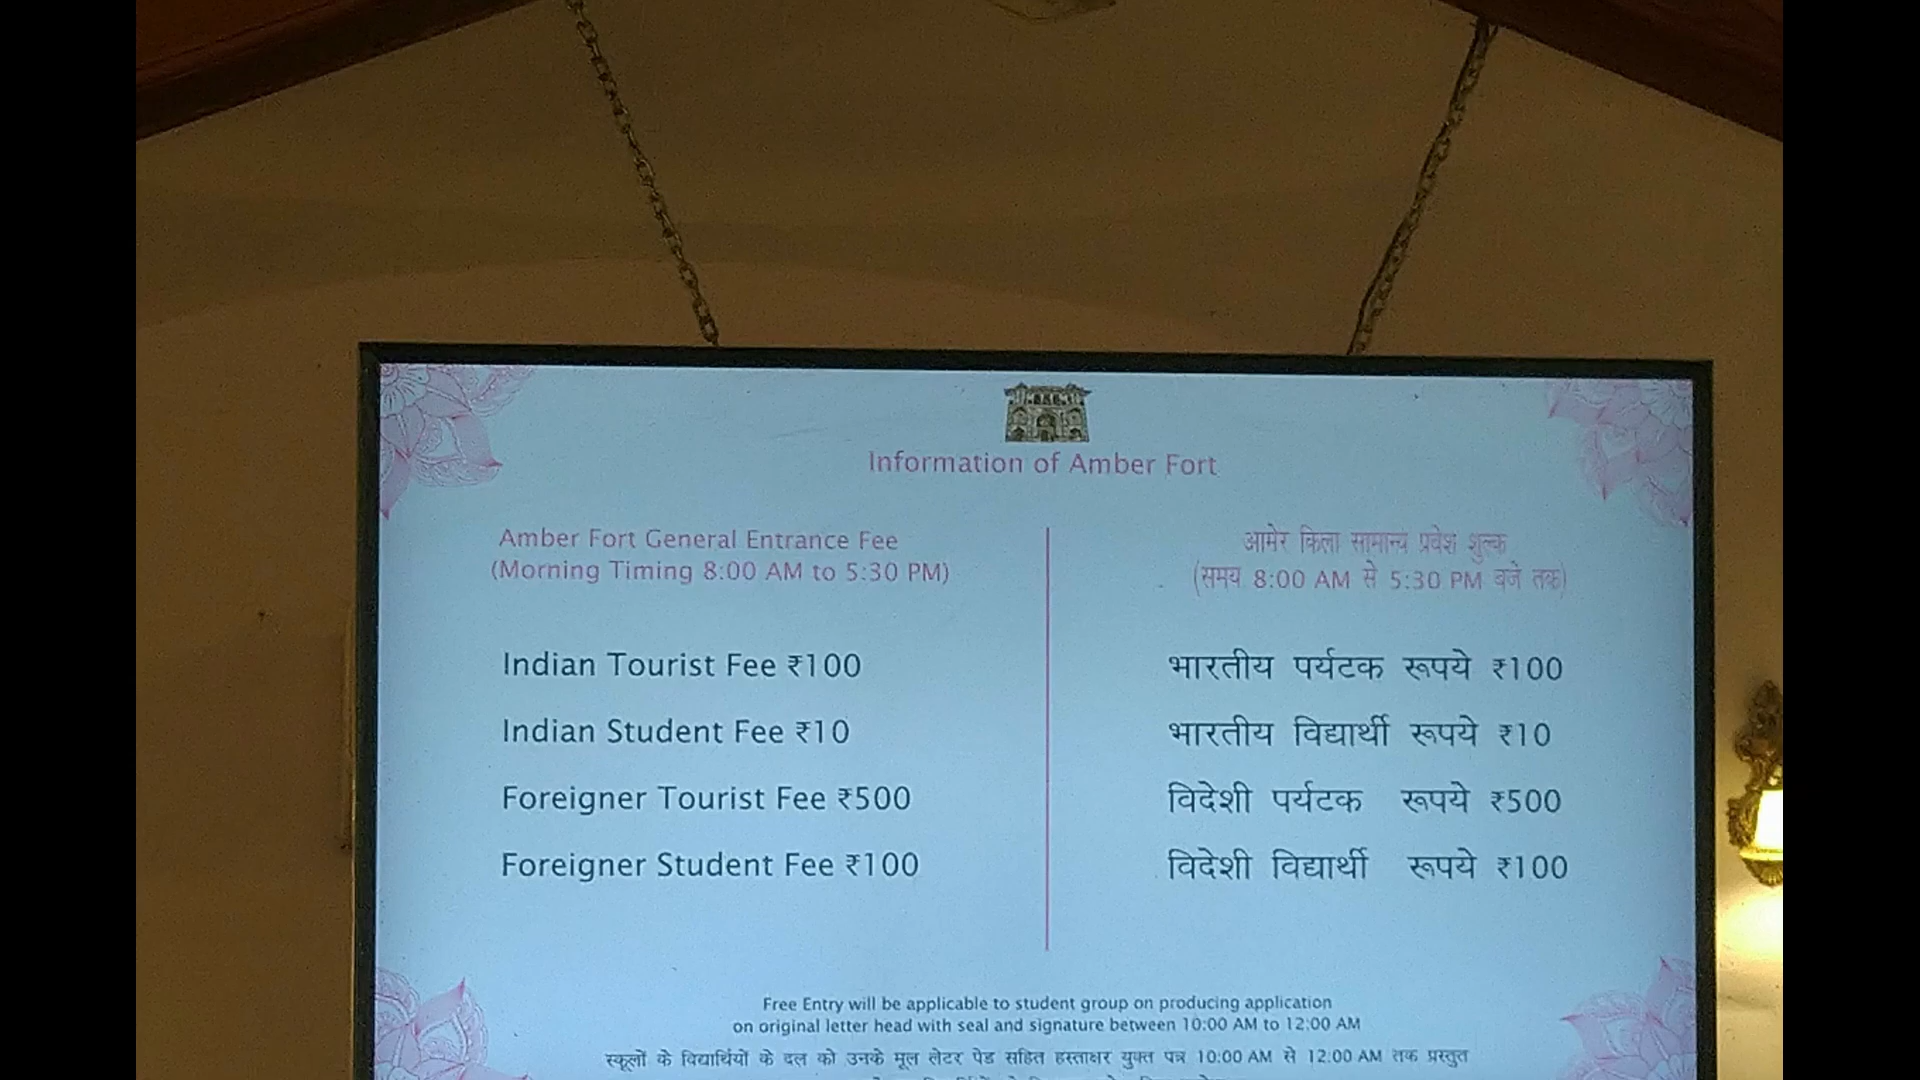 Information of Amber Fort
Amber Fort General Entrance Fee
(Morning Timing 8:00 AM to 5:30 PM)
Indian Tourist Fee ₹100
Indian Student Fee ₹10
Foreigner Tourist Fee ₹500
Foreigner Student Fee ₹100
आमेर किला सामान्य प्रवेश शुल्क
(समय 8:00 AM से 5:30 PM बजे तक)
भारतीय पर्यटक रूपये ₹100
भारतीय विद्यार्थी रूपये ₹10
विदेशी पर्यटक रूपये ₹500
विदेशी विद्यार्थी रूपये ₹100
Free Entry will be applicable to student group on producing application
on original letter head with seal and signature between 10:00 AM to 12:00 AM
स्कूलों के विद्यार्थियों के दल को उनके मूल लेटर पेड सहित हस्ताक्षर युक्त पत्र 10:00 AM से 12:00 AM तक प्रस्तुत